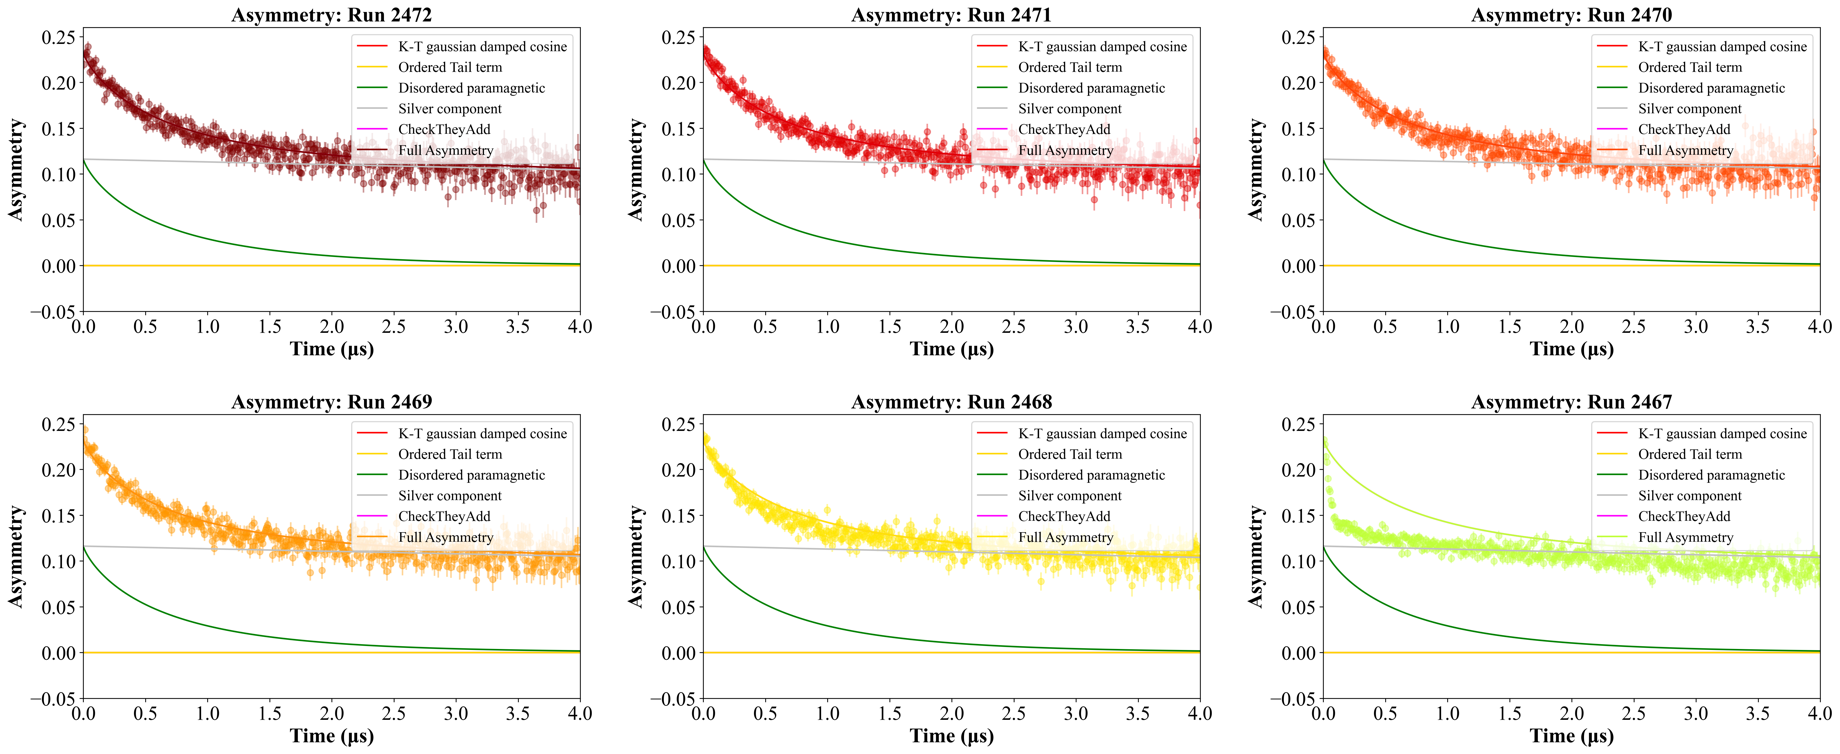 Asymmetry: Run 2472
Asymmetry
0.25
0.20
0.15
0.10
0.05
0.00
−0.05
K-T gaussian damped cosine
Ordered Tail term
Disordered paramagnetic
Silver component
CheckTheyAdd
Full Asymmetry
0.0 0.5 1.0 1.5 2.0 2.5 3.0 3.5 4.0
Time (μs)
Asymmetry: Run 2471
Asymmetry
0.25
0.20
0.15
0.10
0.05
0.00
−0.05
K-T gaussian damped cosine
Ordered Tail term
Disordered paramagnetic
Silver component
CheckTheyAdd
Full Asymmetry
0.0 0.5 1.0 1.5 2.0 2.5 3.0 3.5 4.0
Time (μs)
Asymmetry: Run 2470
Asymmetry
0.25
0.20
0.15
0.10
0.05
0.00
−0.05
K-T gaussian damped cosine
Ordered Tail term
Disordered paramagnetic
Silver component
CheckTheyAdd
Full Asymmetry
0.0 0.5 1.0 1.5 2.0 2.5 3.0 3.5 4.0
Time (μs)
Asymmetry: Run 2469
Asymmetry
0.25
0.20
0.15
0.10
0.05
0.00
−0.05
K-T gaussian damped cosine
Ordered Tail term
Disordered paramagnetic
Silver component
CheckTheyAdd
Full Asymmetry
0.0 0.5 1.0 1.5 2.0 2.5 3.0 3.5 4.0
Time (μs)
Asymmetry: Run 2468
Asymmetry
0.25
0.20
0.15
0.10
0.05
0.00
−0.05
K-T gaussian damped cosine
Ordered Tail term
Disordered paramagnetic
Silver component
CheckTheyAdd
Full Asymmetry
0.0 0.5 1.0 1.5 2.0 2.5 3.0 3.5 4.0
Time (μs)
Asymmetry: Run 2467
Asymmetry
0.25
0.20
0.15
0.10
0.05
0.00
−0.05
K-T gaussian damped cosine
Ordered Tail term
Disordered paramagnetic
Silver component
CheckTheyAdd
Full Asymmetry
0.0 0.5 1.0 1.5 2.0 2.5 3.0 3.5 4.0
Time (μs)